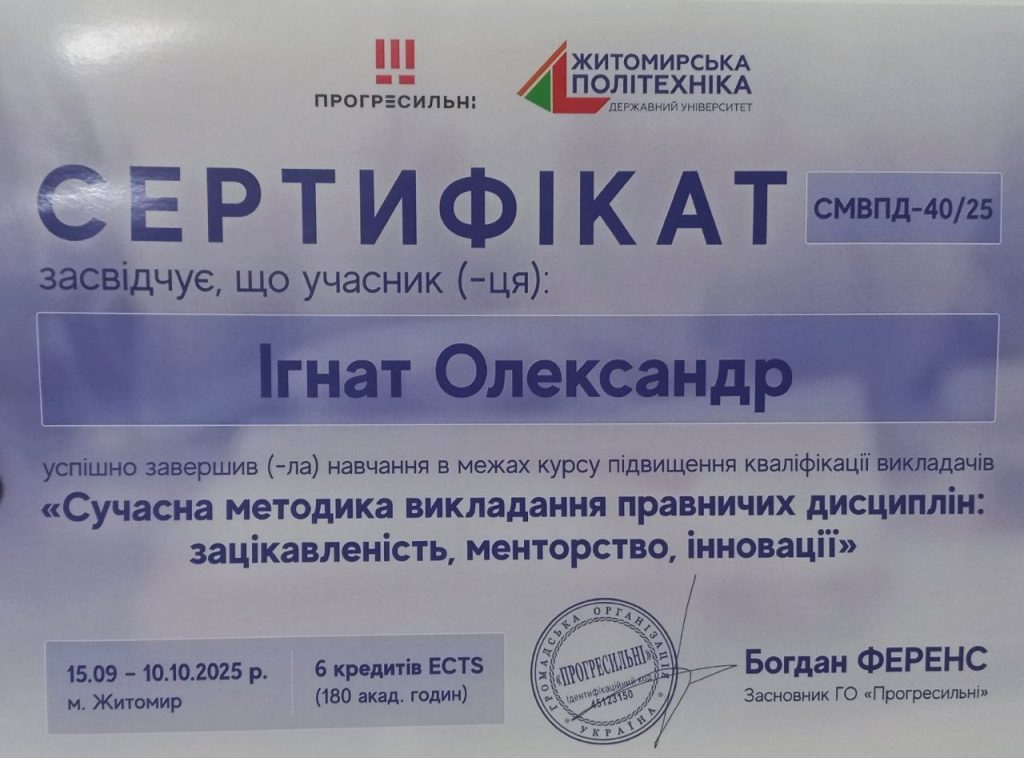 ПРОГРЕСИЛЬНІ
ЖИТОМИРСЬКА
ПОЛІТЕХНІКА
ДЕРЖАВНИЙ УНІВЕРСИТЕТ
СЕРТИФІКАТ
СМВПД-40/25
засвідчує, що учасник (-ця):
Ігнат Олександр
успішно завершив (-ла) навчання в межах курсу підвищення кваліфікації викладачів
«Сучасна методика викладання правничих дисциплін:
зацікавленість, менторство, інновації»
15.09 – 10.10.2025 р.
м. Житомир
6 кредитів ECTS
(180 акад. годин)
ГРОМАДСЬКА ОРГАНІЗАЦІЯ
«ПРОГРЕСИЛЬНІ»
Ідентифікаційний код
45123150
* УКРАЇНА *
Богдан ФЕРЕНС
Засновник ГО «Прогресильні»